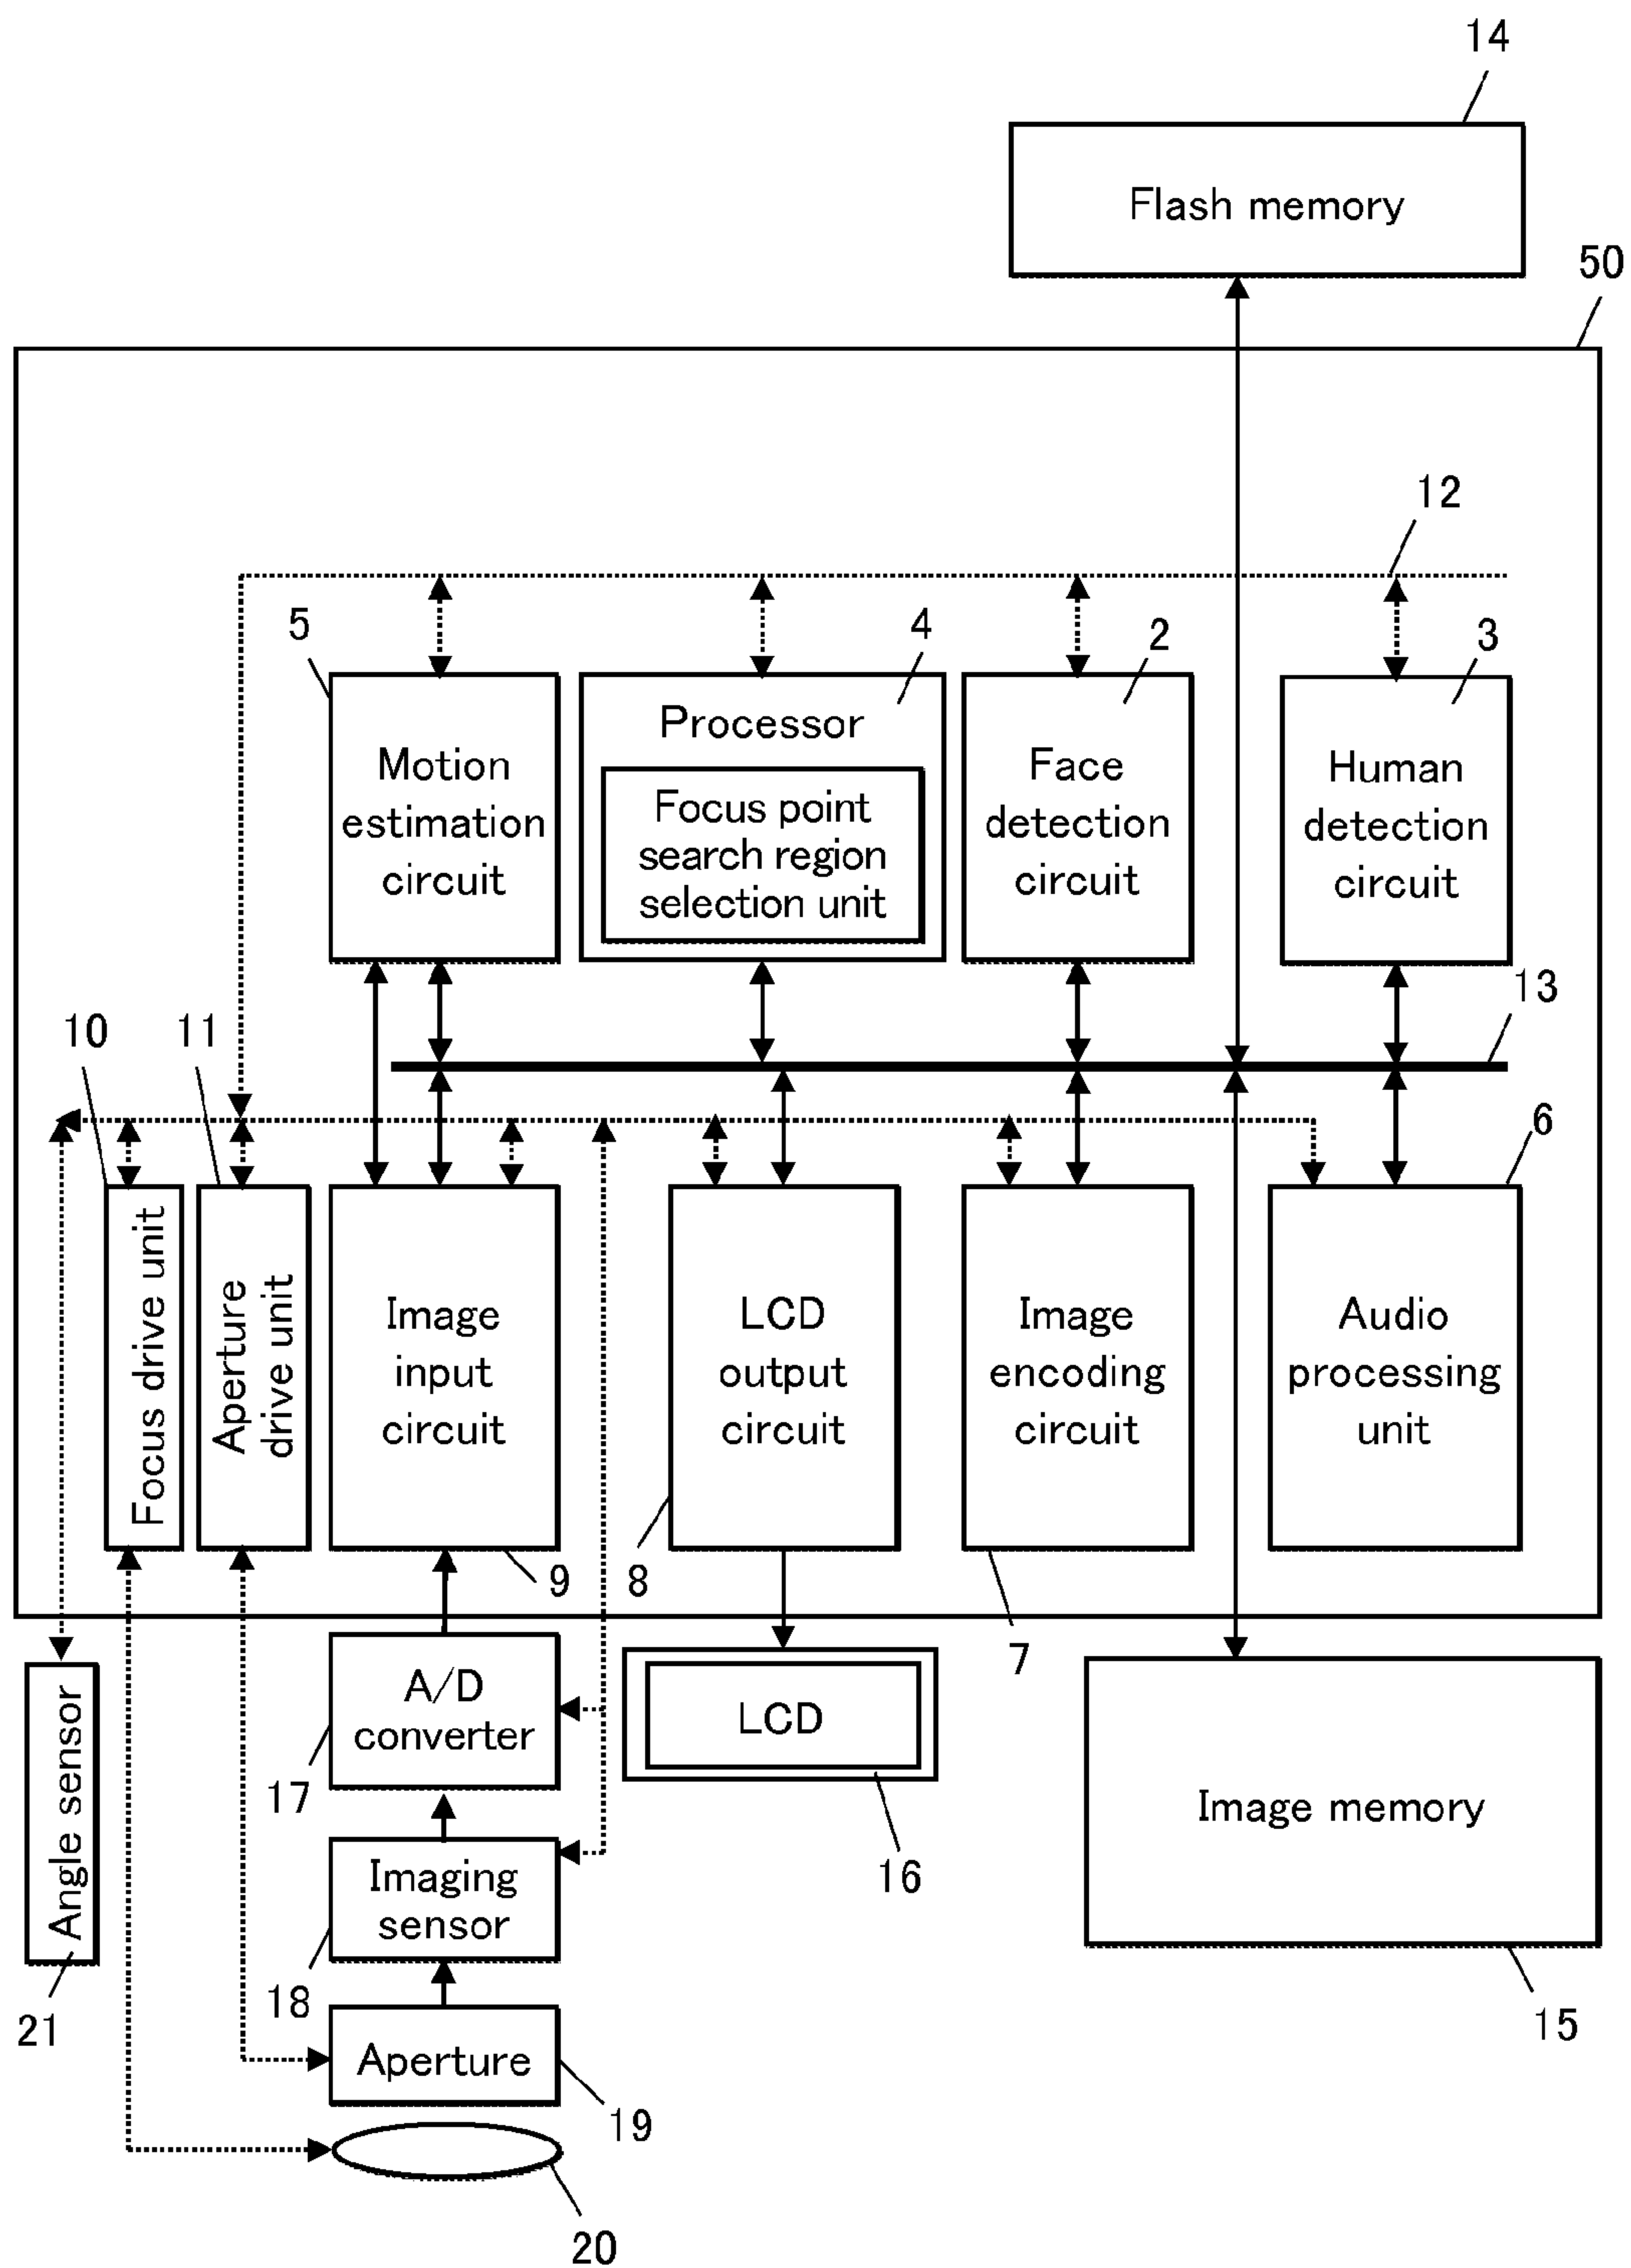 14
Flash memory
50
12
5
4
2
3
Processor
Motion
estimation
circuit
Focus point
search region
selection unit
Face
detection
circuit
Human
detection
circuit
13
10
11
6
Focus drive unit
Aperture
drive unit
Image
input
circuit
LCD
output
circuit
Image
encoding
circuit
Audio
processing
unit
9
8
7
A/D
converter
17
LCD
16
Angle sensor
21
Imaging
sensor
18
Image memory
15
Aperture
19
20